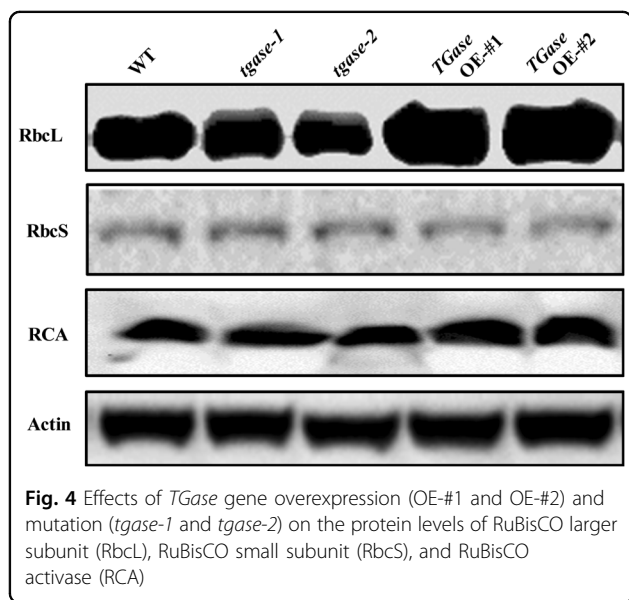 WT tgase-1 tgase-2 TGase OE-#1 TGase OE-#2
RbcL
RbcS
RCA
Actin
Fig. 4 Effects of TGase gene overexpression (OE-#1 and OE-#2) and
mutation (tgase-1 and tgase-2) on the protein levels of RuBisCO larger
subunit (RbcL), RuBisCO small subunit (RbcS), and RuBisCO
activase (RCA)